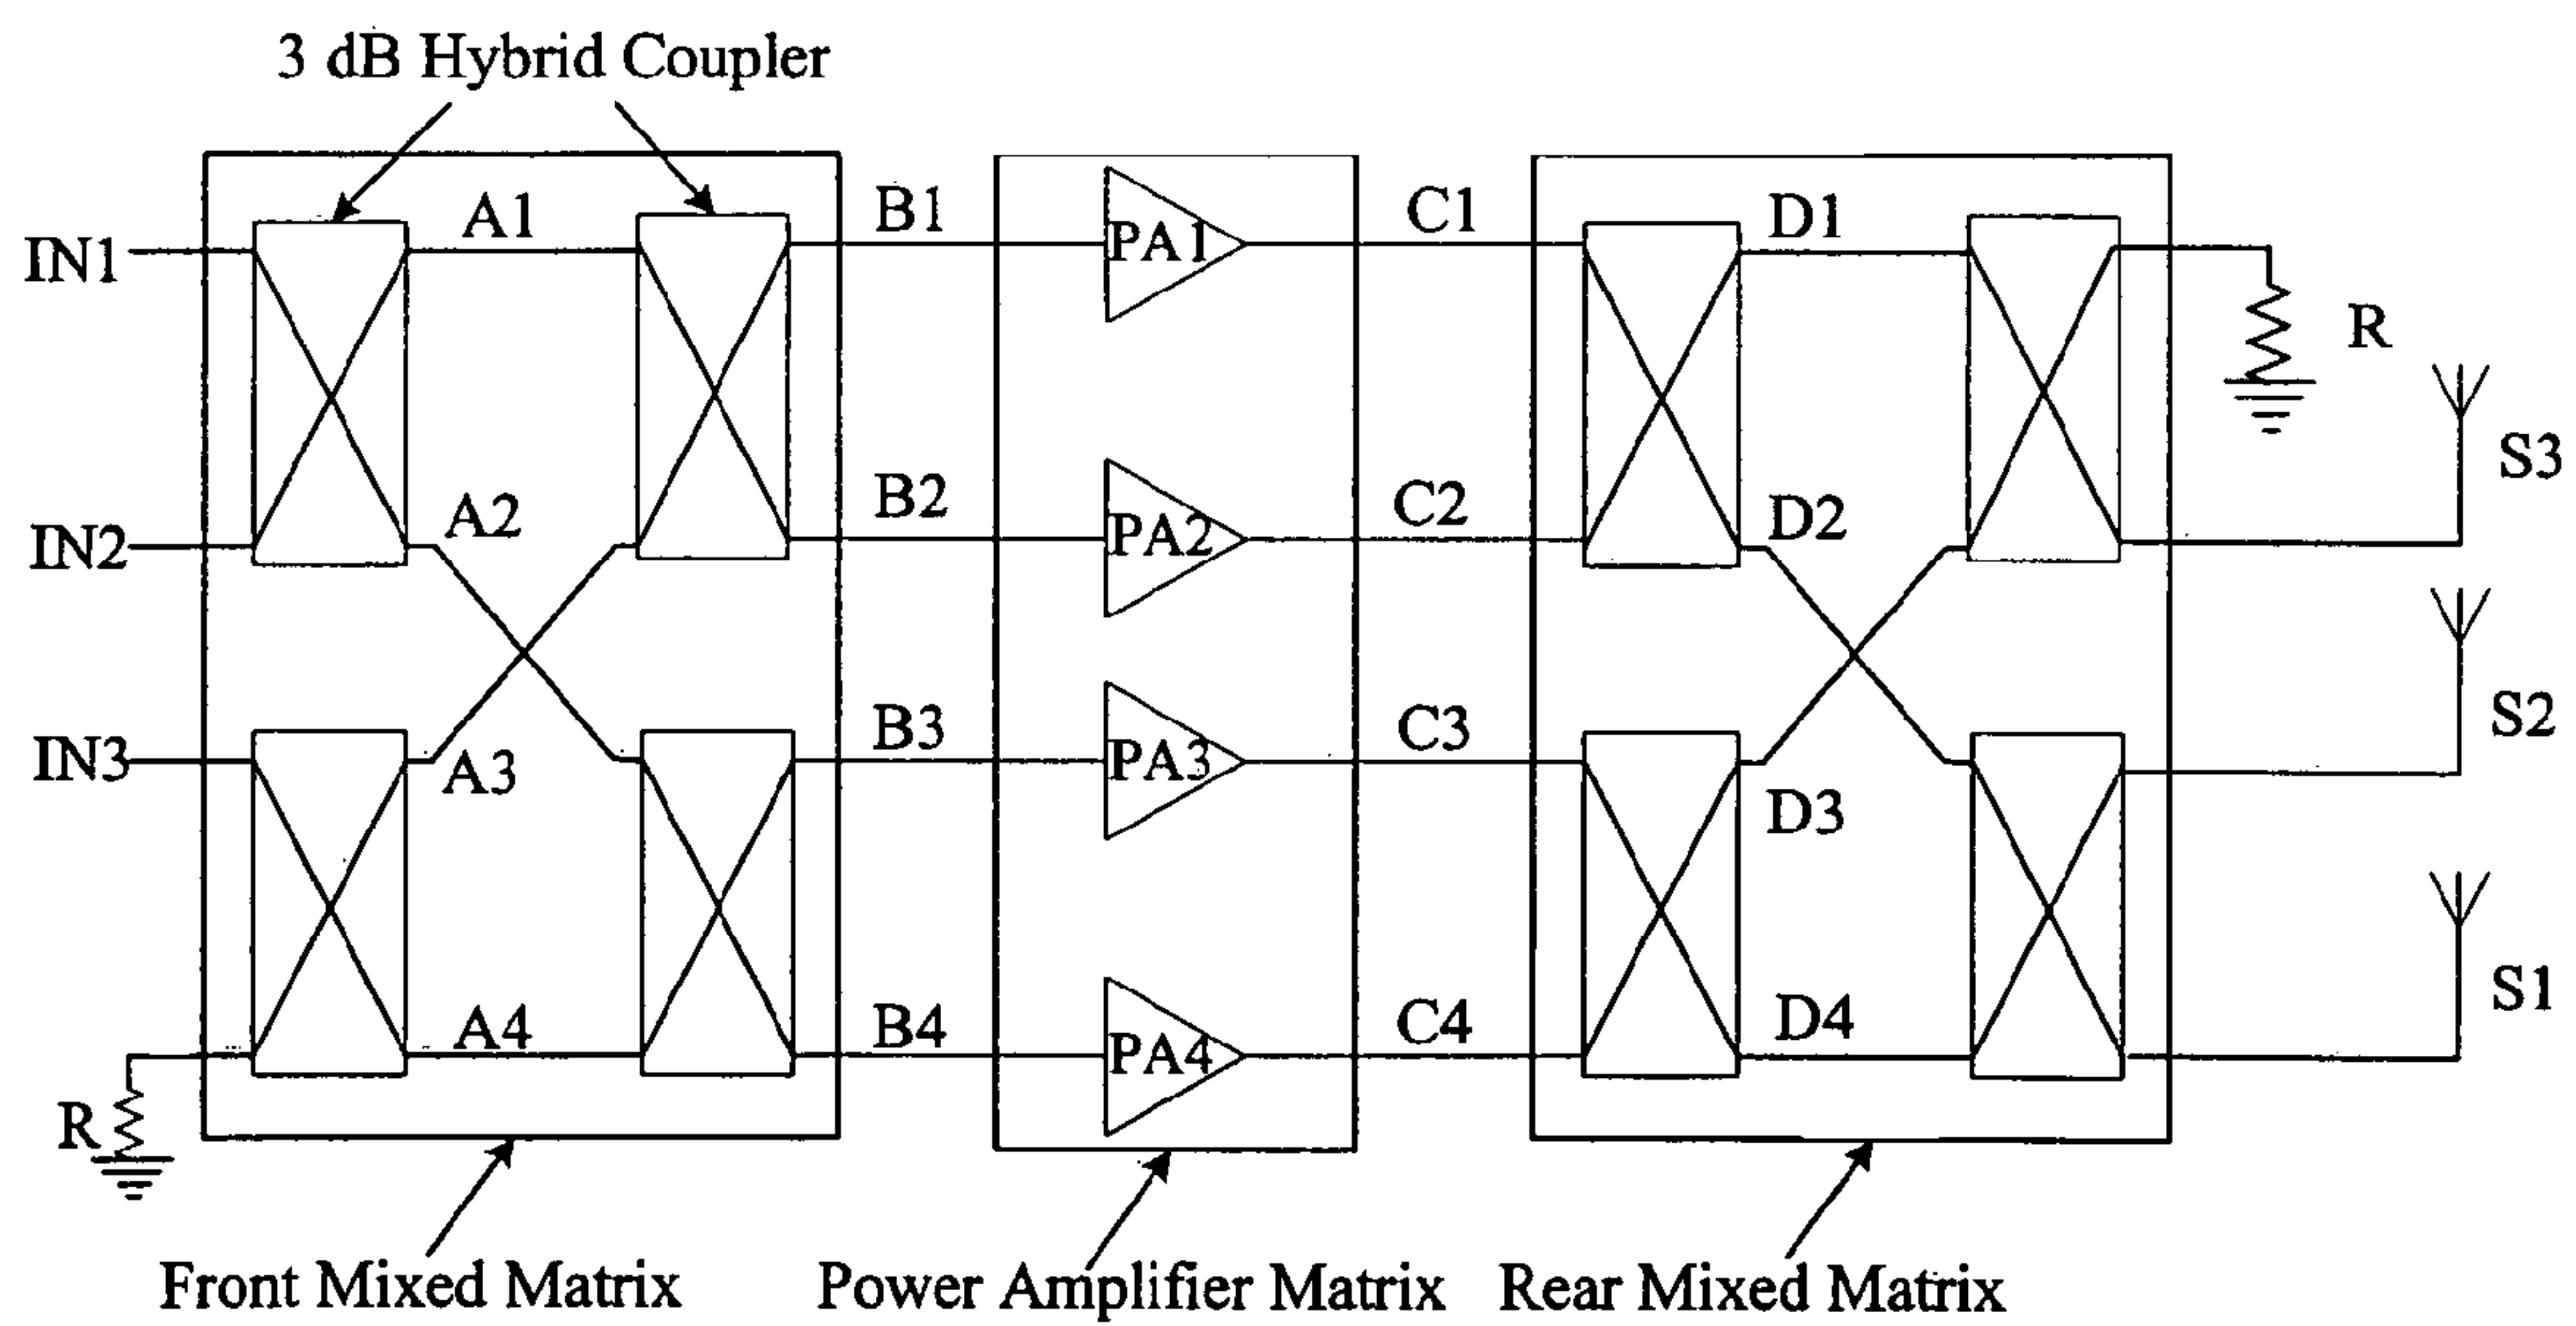 3 dB Hybrid Coupler
IN1
A1
B1
PA1
C1
D1
R
IN2
A2
B2
PA2
C2
D2
S3
IN3
A3
B3
PA3
C3
D3
S2
A4
B4
PA4
C4
D4
S1
R
Front Mixed Matrix
Power Amplifier Matrix
Rear Mixed Matrix